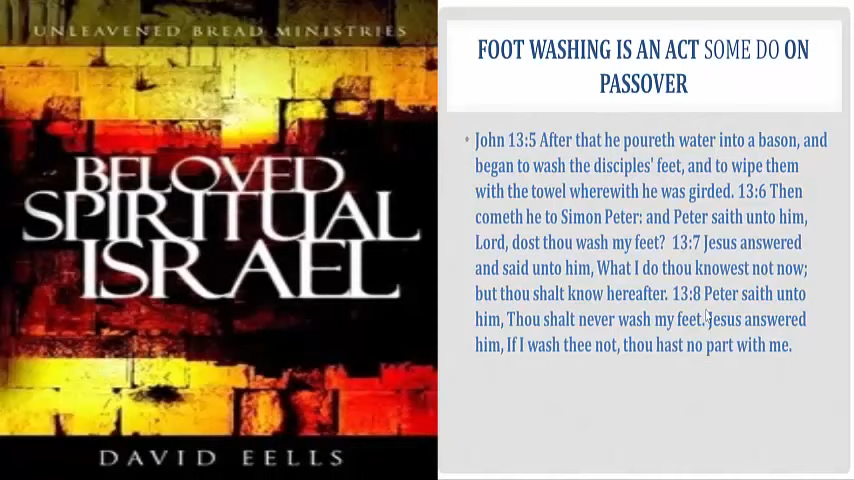 UNLEAVENED BREAD MINISTRIES
BELOVED
SPIRITUAL
ISRAEL
DAVID EELLS
FOOT WASHING IS AN ACT SOME DO ON
PASSOVER
• John 13:5 After that he poureth water into a bason, and
began to wash the disciples' feet, and to wipe them
with the towel wherewith he was girded. 13:6 Then
cometh he to Simon Peter: and Peter saith unto him,
Lord, dost thou wash my feet? 13:7 Jesus answered
and said unto him, What I do thou knowest not now;
but thou shalt know hereafter. 13:8 Peter saith unto
him, Thou shalt never wash my feet. Jesus answered
him, If I wash thee not, thou hast no part with me.